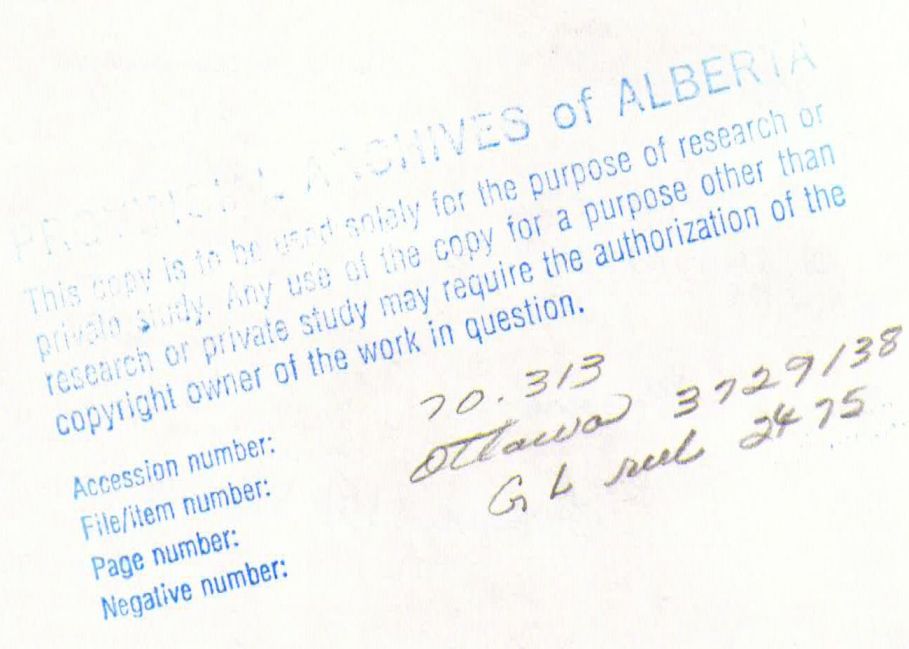 PROVINCIAL ARCHIVES of ALBERTA
This copy is to be used solely for the purpose of research or
private study. Any use of the copy for a purpose other than
research or private study may require the authorization of the
copyright owner of the work in question.
Accession number: 70.313
File/item number: Ottawa 3729138
Page number: GL reel 2475
Negative number: